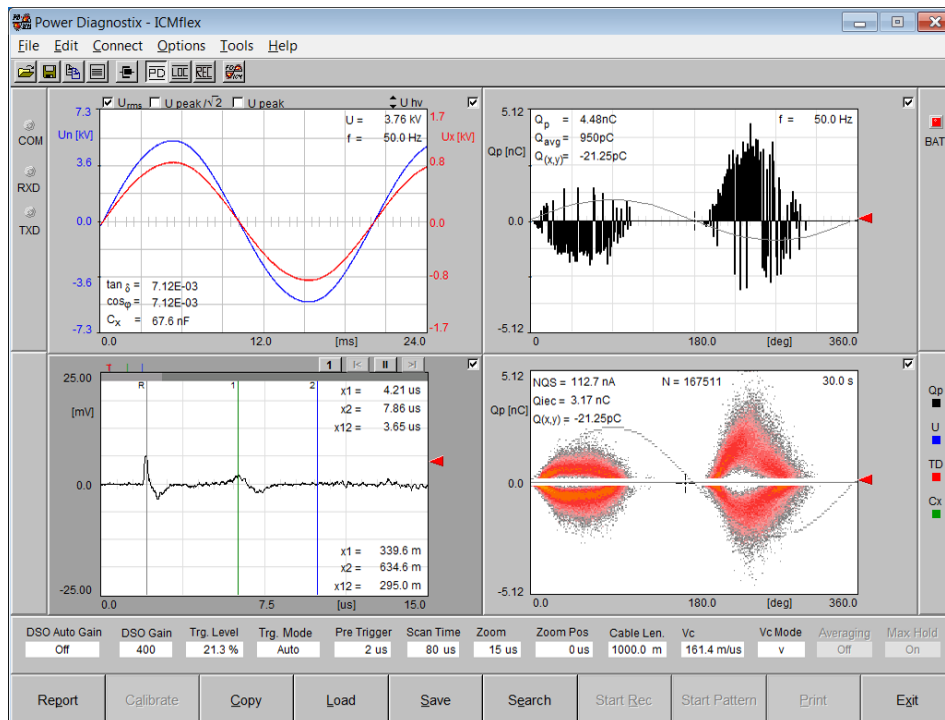 Power Diagnostix - ICMflex
File Edit Connect Options Tools Help
PD LOC REC
COM
RXD
TXD
Urms U peak/√2 U peak U hv
7.3
Un [kV]
3.6
0.0
-3.6
-7.3
U = 3.76 kV
f = 50.0 Hz
1.7
Ux [kV]
0.8
0.0
-0.8
-1.7
tan δ = 7.12E-03
cosφ = 7.12E-03
Cx = 67.6 nF
0.0 12.0 [ms] 24.0
5.12
Qp [nC]
0.0
-5.12
Qp = 4.48nC
Qavg = 950pC
Q(x,y)= -21.25pC
f = 50.0 Hz
0.0 180.0 [deg] 360.0
BAT
1 |< II >|
T
R 1 2
25.00
[mV]
0.0
-25.00
x1 = 4.21 us
x2 = 7.86 us
x12 = 3.65 us
x1 = 339.6 m
x2 = 634.6 m
x12 = 295.0 m
0.0 7.5 [us] 15.0
5.12
Qp [nC]
0.0
-5.12
NQS = 112.7 nA N = 167511 30.0 s
Qiec = 3.17 nC
Q(x,y) = -21.25pC
0.0 180.0 [deg] 360.0
Qp
U
TD
Cx
DSO Auto Gain DSO Gain Trg. Level Trg. Mode Pre Trigger Scan Time Zoom Zoom Pos Cable Len. Vc Vc Mode Averaging Max Hold
Off 400 21.3 % Auto 2 us 80 us 15 us 0 us 1000.0 m 161.4 m/us v Off On
Report Calibrate Copy Load Save Search Start Rec Start Pattern Print Exit